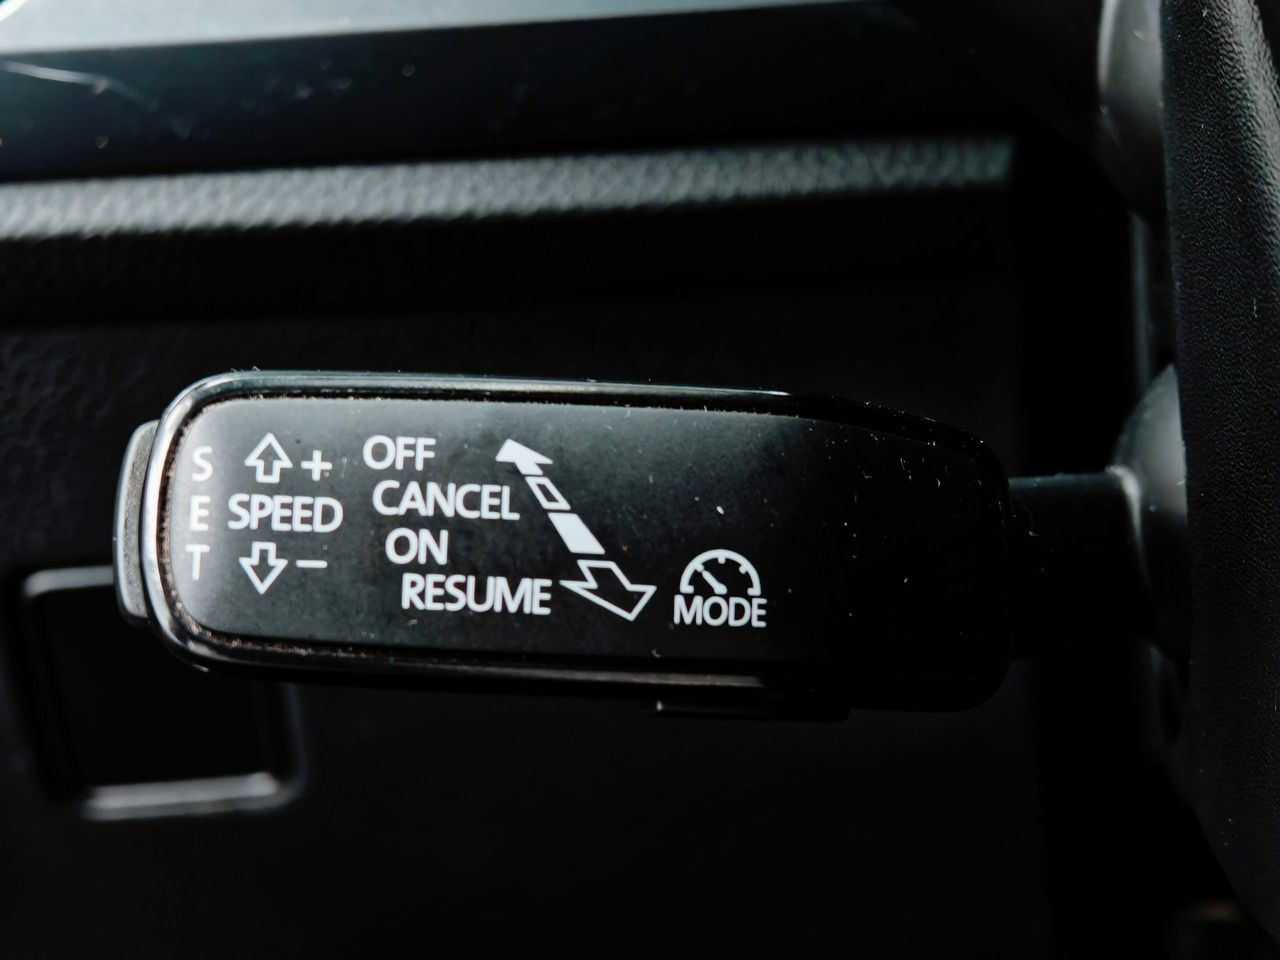 SET
+
SPEED
−
OFF
CANCEL
ON
RESUME
MODE